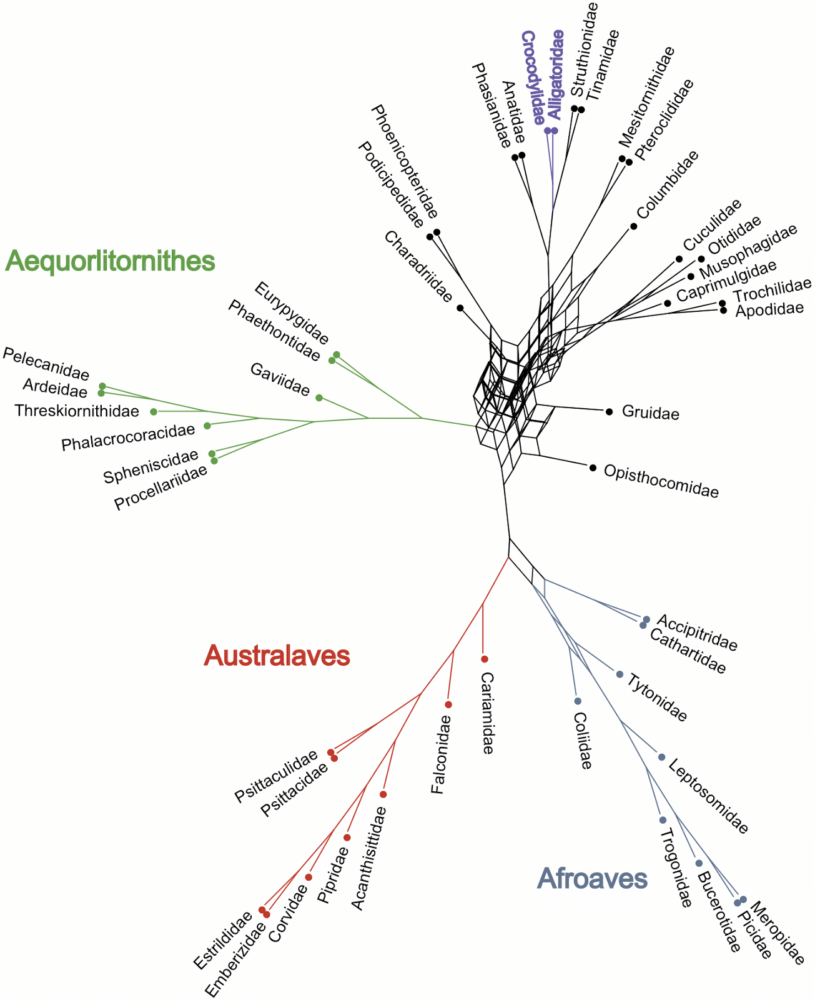 Struthionidae
Tinamidae
Crocodylidae
Alligatoridae
Phasianidae
Anatidae
Mesitornithidae
Pteroclididae
Phoenicopteridae
Podicipedidae
Charadriidae
Columbidae
Cuculidae
Otididae
Musophagidae
Caprimulgidae
Trochilidae
Apodidae
Aequorlitornithes
Eurypygidae
Phaethontidae
Gaviidae
Pelecanidae
Ardeidae
Threskiornithidae
Phalacrocoracidae
Spheniscidae
Procellariidae
Gruidae
Opisthocomidae
Australaves
Accipitridae
Cathartidae
Tytonidae
Coliidae
Cariamidae
Falconidae
Psittaculidae
Psittacidae
Acanthisittidae
Pipridae
Corvidae
Estrildidae
Emberizidae
Leptosomidae
Afroaves
Trogonidae
Bucerotidae
Picidae
Meropidae